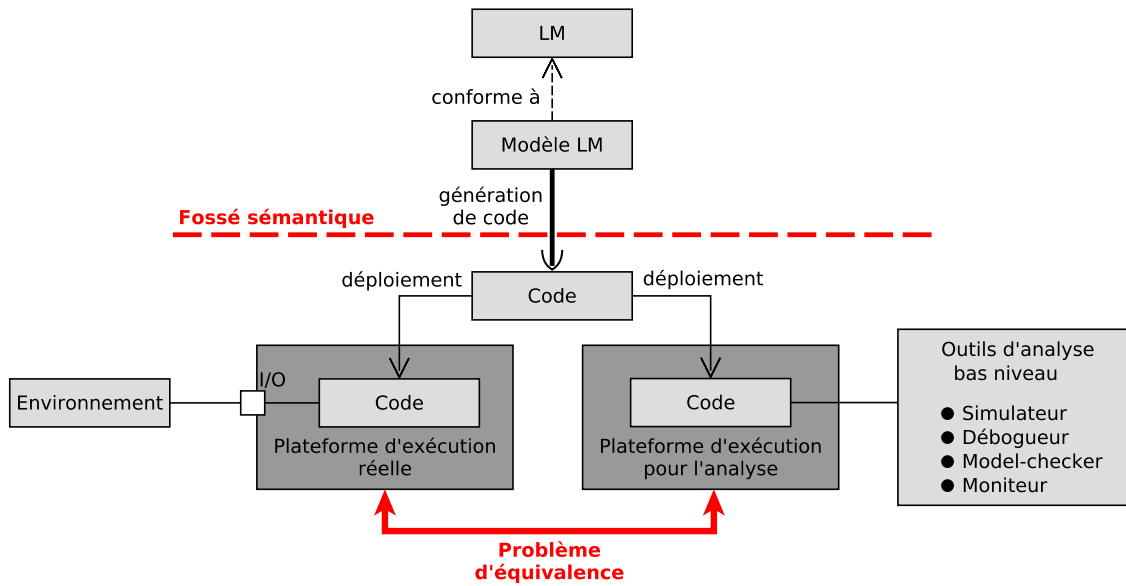 LM
conforme à
Modèle LM
génération
de code
Fossé sémantique
déploiement
Code
déploiement
Environnement
I/O
Code
Plateforme d'exécution
réelle
Code
Plateforme d'exécution
pour l'analyse
Outils d'analyse
bas niveau
● Simulateur
● Débogueur
● Model-checker
● Moniteur
Problème
d'équivalence